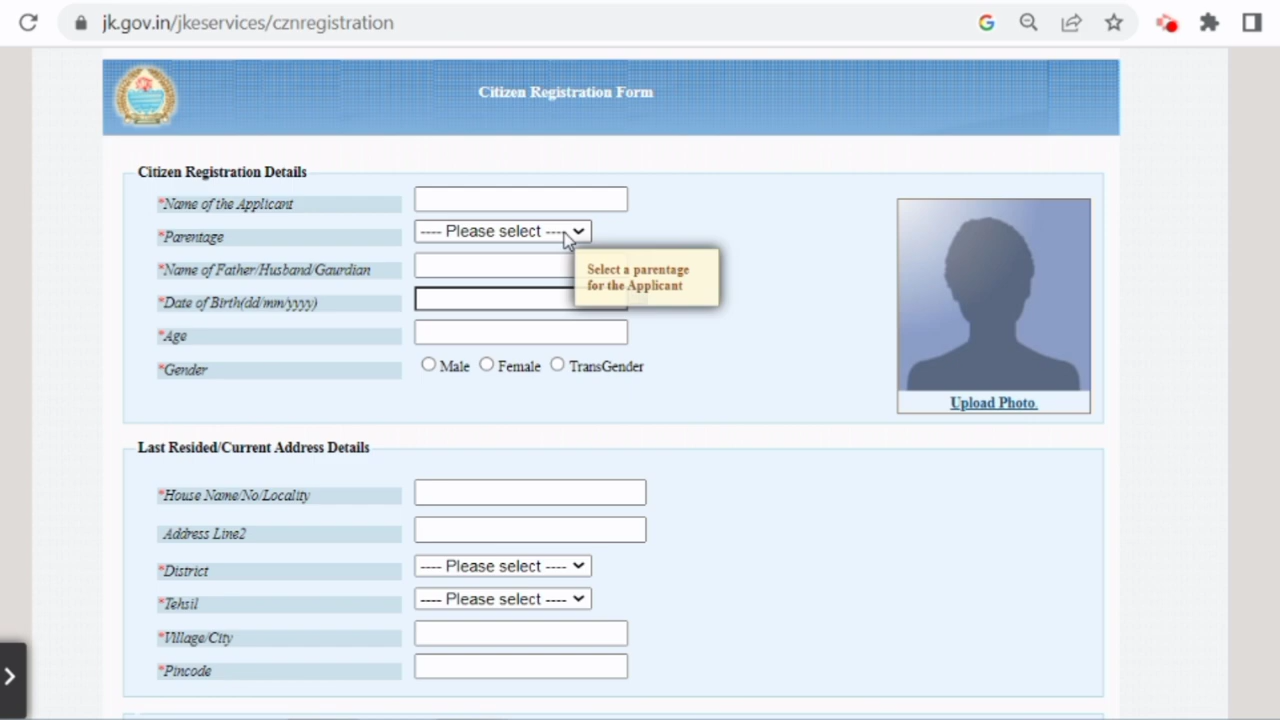 jk.gov.in/jkeservices/cznregistration
Citizen Registration Form
Citizen Registration Details
*Name of the Applicant
*Parentage ---- Please select ----
Select a parentage
for the Applicant
*Name of Father/Husband/Gaurdian
*Date of Birth(dd/mm/yyyy)
*Age
*Gender Male Female TransGender
Upload Photo.
Last Resided/Current Address Details
*House Name/No/Locality
Address Line2
*District ---- Please select ----
*Tehsil ---- Please select ----
*Village/City
*Pincode